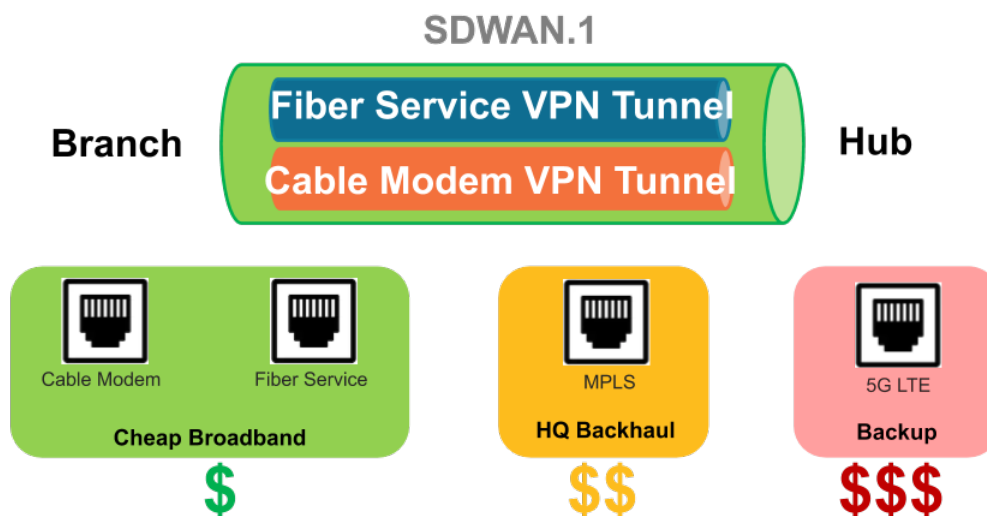 SDWAN.1
Fiber Service VPN Tunnel
Branch
Hub
Cable Modem VPN Tunnel
Cable Modem
Fiber Service
MPLS
5G LTE
Cheap Broadband
HQ Backhaul
Backup
$
$$
$$$